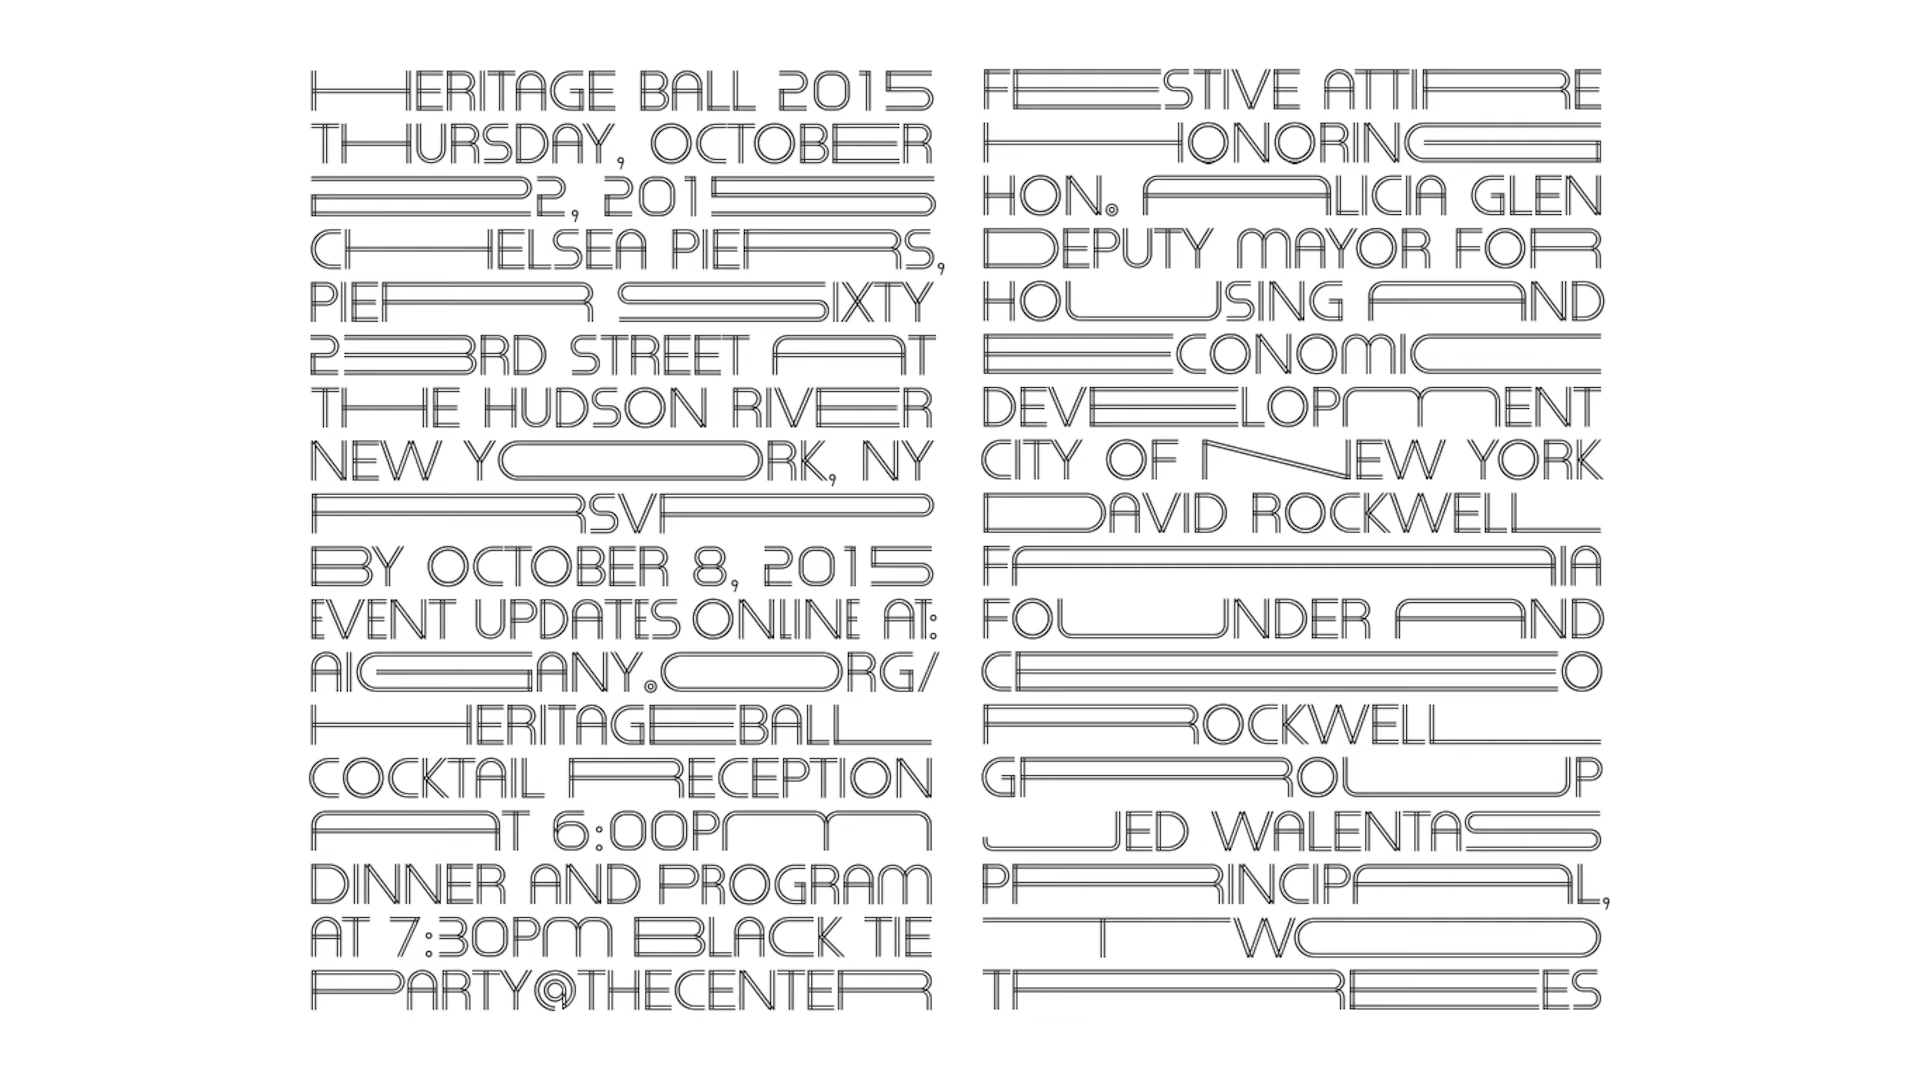 HERITAGE BALL 2015
THURSDAY, OCTOBER
22, 2015
CHELSEA PIERS,
PIER SIXTY
23RD STREET AT
THE HUDSON RIVER
NEW YORK, NY
RSVP
BY OCTOBER 8, 2015
EVENT UPDATES ONLINE AT:
AIGANY.ORG/
HERITAGEBALL
COCKTAIL RECEPTION
AT 6:00PM
DINNER AND PROGRAM
AT 7:30PM BLACK TIE
PARTY@THECENTER
FESTIVE ATTIRE
HONORING
HON. ALICIA GLEN
DEPUTY MAYOR FOR
HOUSING AND
ECONOMIC
DEVELOPMENT
CITY OF NEW YORK
DAVID ROCKWELL
FAIA
FOUNDER AND
CEO
ROCKWELL
GROUP
JED WALENTAS
PRINCIPAL,
TWO
TREES